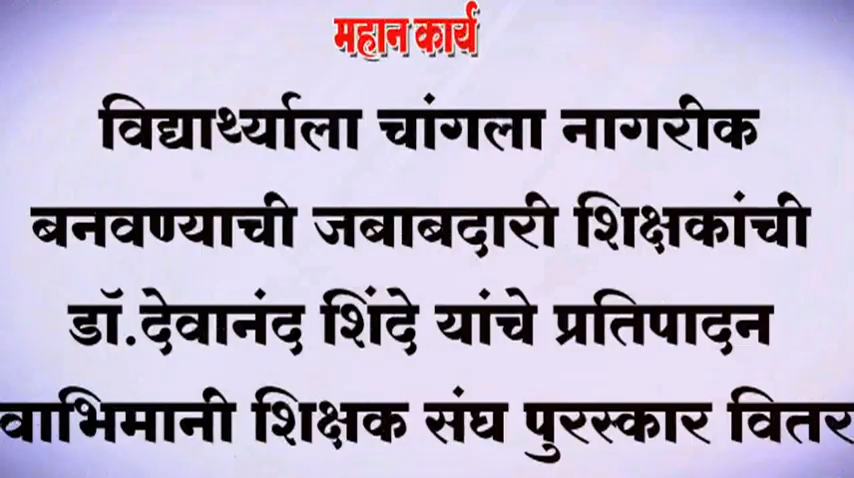 महान कार्य
विद्यार्थ्याला चांगला नागरीक
बनवण्याची जबाबदारी शिक्षकांची
डॉ.देवानंद शिंदे यांचे प्रतिपादन
वाभिमानी शिक्षक संघ पुरस्कार वितर